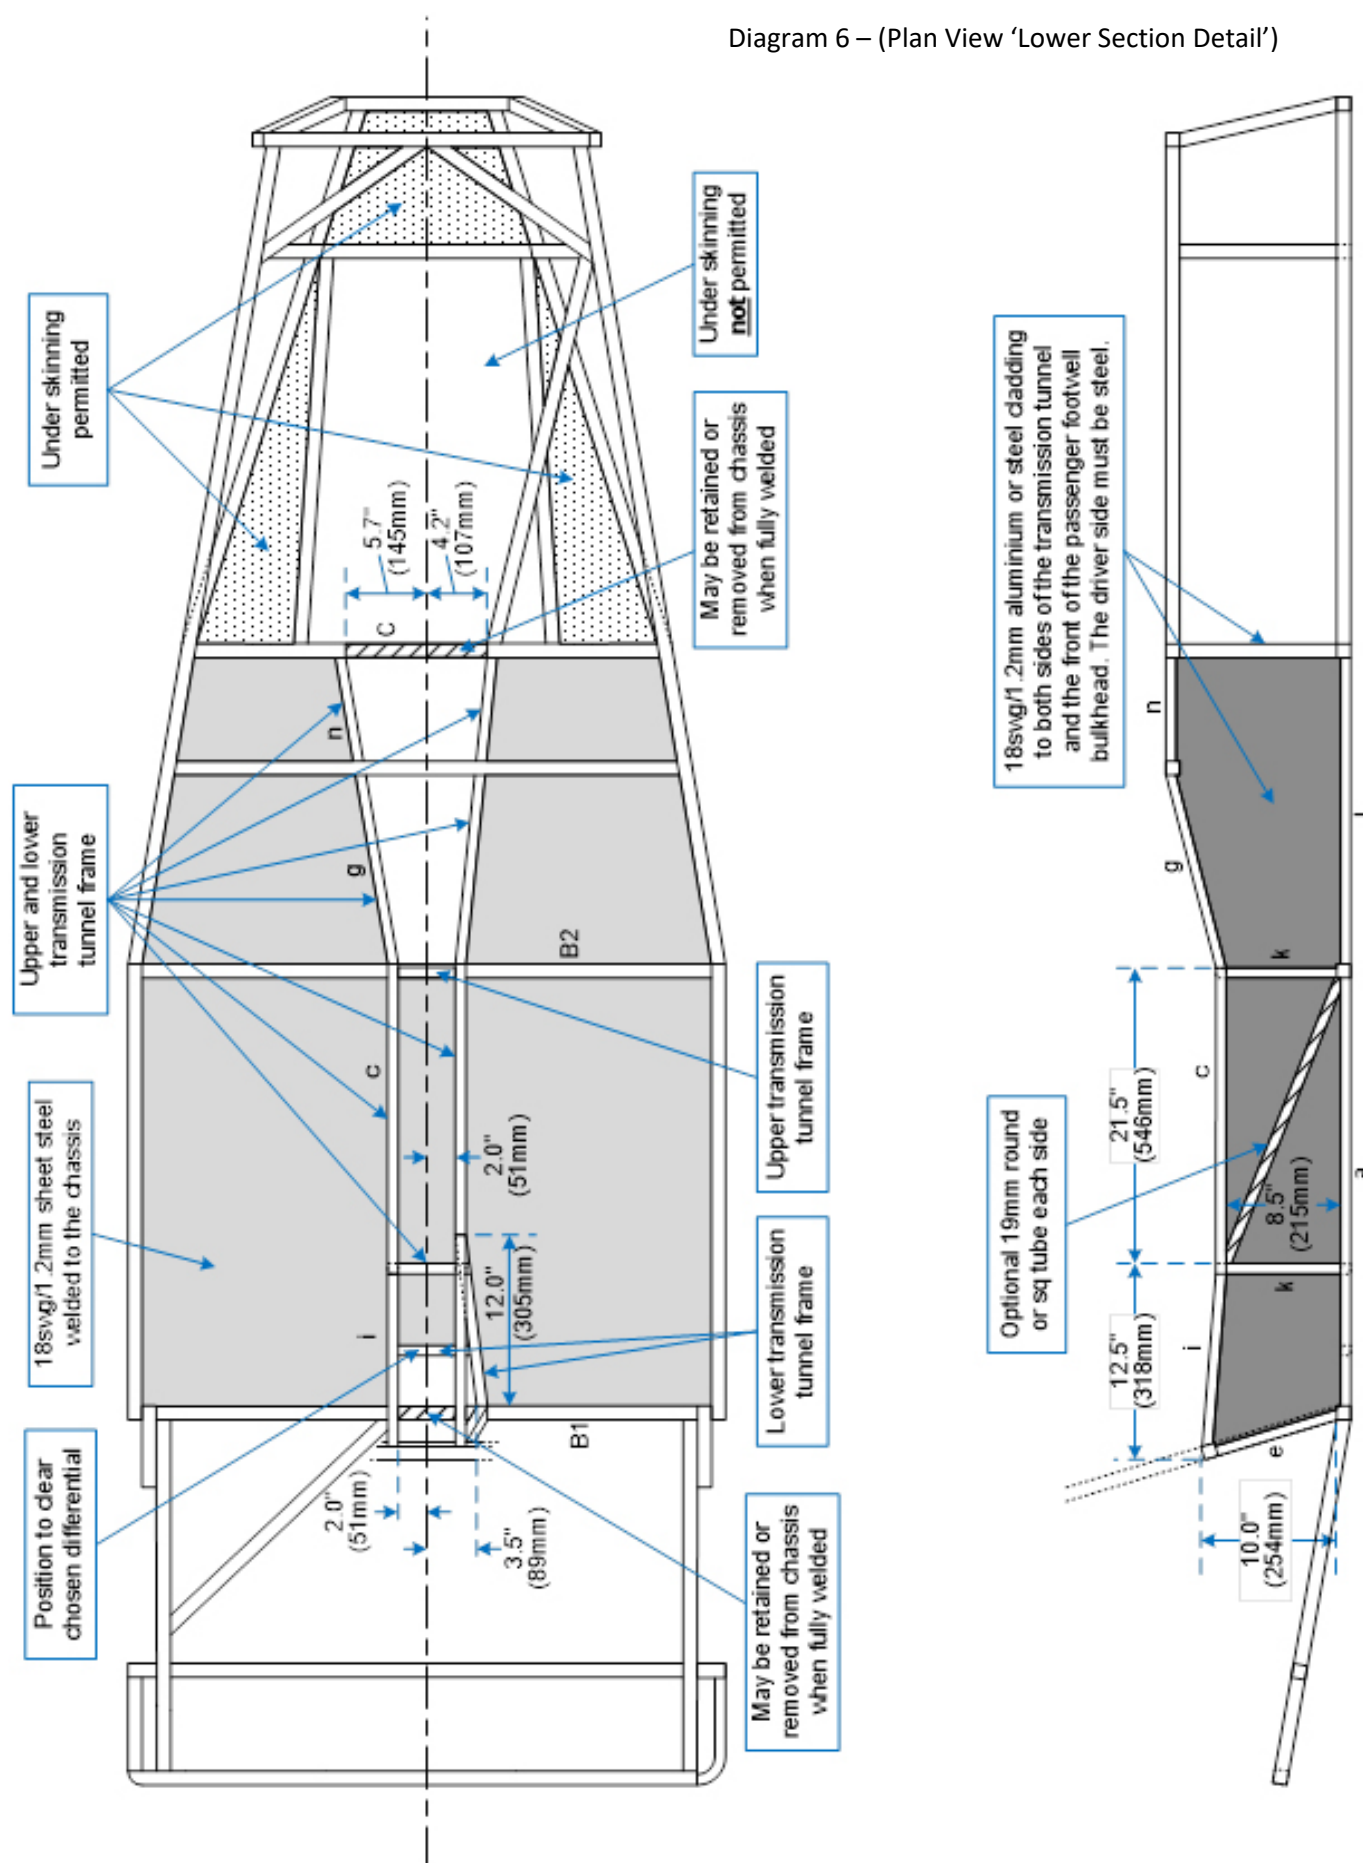 Diagram 6 – (Plan View ‘Lower Section Detail’)
Under skinning
permitted
Under skinning
not permitted
May be retained or
removed from chassis
when fully welded
5.7"
(145mm)
4.2"
(107mm)
C
n
g
Upper and lower
transmission
tunnel frame
B2
c
18swg/1.2mm sheet steel
welded to the chassis
Upper transmission
tunnel frame
2.0"
(51mm)
12.0"
(305mm)
Lower transmission
tunnel frame
i
B1
Position to clear
chosen differential
2.0"
(51mm)
3.5"
(89mm)
May be retained or
removed from chassis
when fully welded
18swg/1.2mm aluminium or steel cladding
to both sides of the transmission tunnel
and the front of the passenger footwell
bulkhead. The driver side must be steel.
n
g
k
c
21.5"
(546mm)
Optional 19mm round
or sq tube each side
8.5"
(215mm)
a
k
i
12.5"
(318mm)
e
10.0"
(254mm)